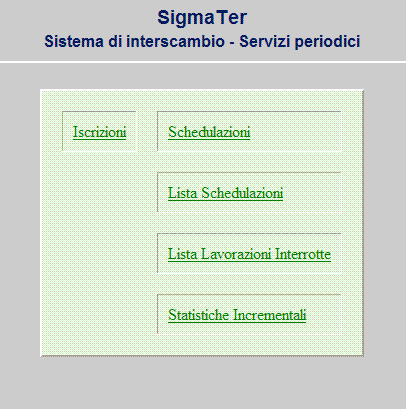 SigmaTer
Sistema di interscambio - Servizi periodici
Iscrizioni
Schedulazioni
Lista Schedulazioni
Lista Lavorazioni Interrotte
Statistiche Incrementali